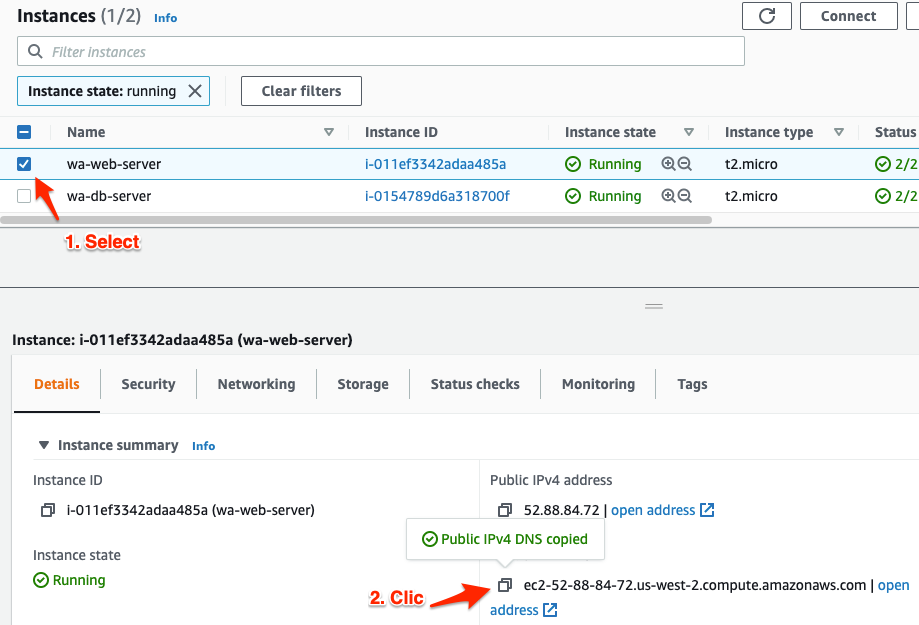 Instances (1/2) Info
Connect
Filter instances
Instance state: running
Clear filters
Name Instance ID Instance state Instance type Status
wa-web-server i-011ef3342adaa485a Running t2.micro 2/2
wa-db-server i-0154789d6a318700f Running t2.micro 2/2
1. Select
Instance: i-011ef3342adaa485a (wa-web-server)
Details Security Networking Storage Status checks Monitoring Tags
Instance summary Info
Instance ID
i-011ef3342adaa485a (wa-web-server)
Instance state
Running
Public IPv4 address
52.88.84.72 | open address
Public IPv4 DNS copied
ec2-52-88-84-72.us-west-2.compute.amazonaws.com | open
address
2. Clic